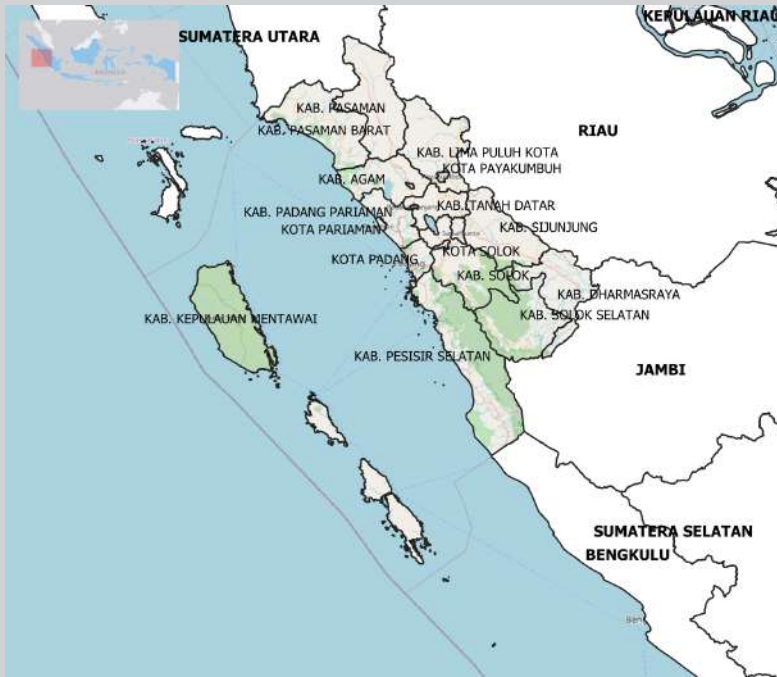 KEPULAUAN RIAU
SUMATERA UTARA
INDONESIA
KAB. PASAMAN
KAB. PASAMAN BARAT
RIAU
KAB. LIMA PULUH KOTA
KOTA PAYAKUMBUH
KAB. AGAM
KAB. TANAH DATAR
KAB. PADANG PARIAMAN
KAB. SIJUNJUNG
KOTA PARIAMAN
KOTA SOLOK
KOTA PADANG
KAB. SOLOK
KAB. DHARMASRAYA
KAB. KEPULAUAN MENTAWAI
KAB. SOLOK SELATAN
KAB. PESISIR SELATAN
JAMBI
SUMATERA SELATAN
BENGKULU